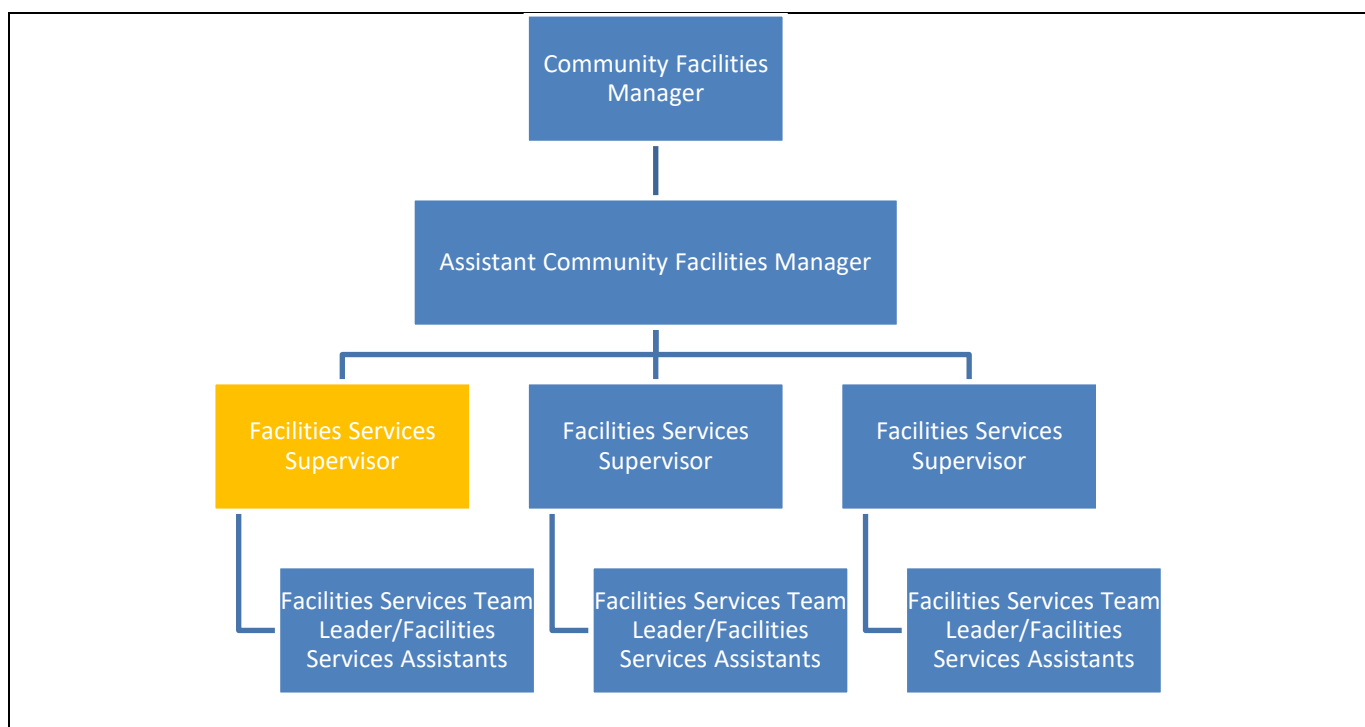 Community Facilities
Manager
Assistant Community Facilities Manager
Facilities Services
Supervisor
Facilities Services
Supervisor
Facilities Services
Supervisor
Facilities Services Team
Leader/Facilities
Services Assistants
Facilities Services Team
Leader/Facilities
Services Assistants
Facilities Services Team
Leader/Facilities
Services Assistants